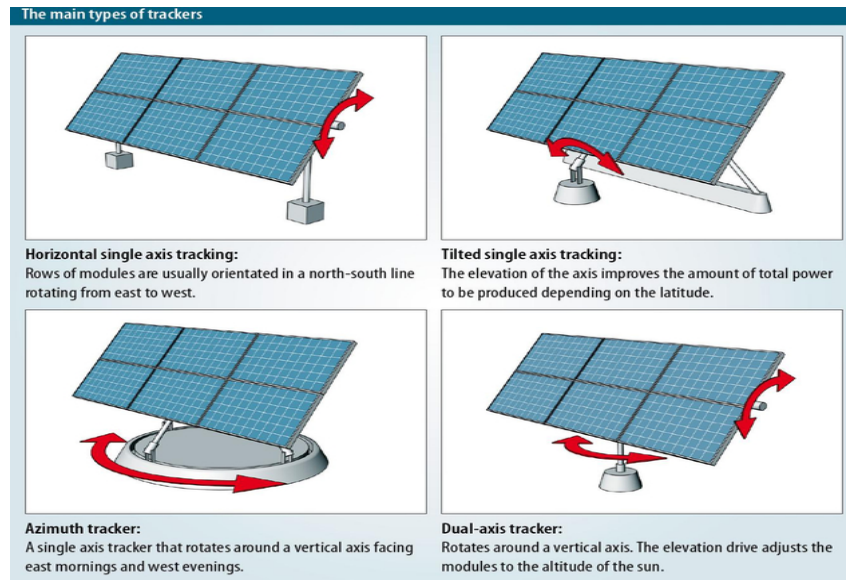 The main types of trackers
Horizontal single axis tracking:
Rows of modules are usually orientated in a north-south line
rotating from east to west.
Tilted single axis tracking:
The elevation of the axis improves the amount of total power
to be produced depending on the latitude.
Azimuth tracker:
A single axis tracker that rotates around a vertical axis facing
east mornings and west evenings.
Dual-axis tracker:
Rotates around a vertical axis. The elevation drive adjusts the
modules to the altitude of the sun.